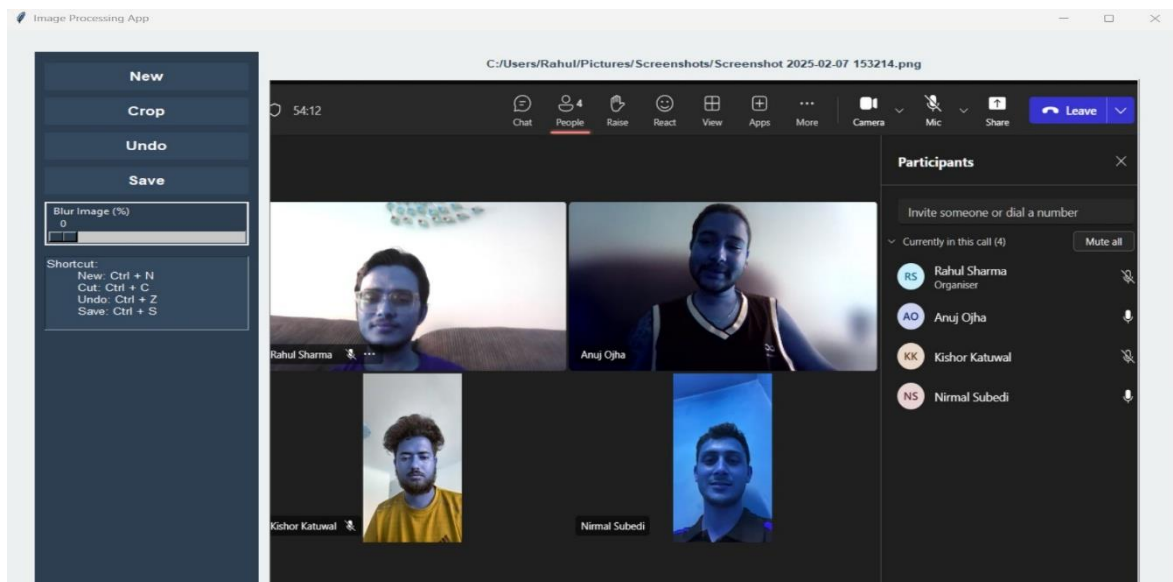 Image Processing App
New
Crop
Undo
Save
Blur Image (%)
0
Shortcut:
New: Ctrl + N
Cut: Ctrl + C
Undo: Ctrl + Z
Save: Ctrl + S
C:/Users/Rahul/Pictures/Screenshots/Screenshot 2025-02-07 153214.png
54:12
Chat
4
People
Raise
React
View
Apps
More
Camera
Mic
Share
Leave
Rahul Sharma
Anuj Ojha
Kishor Katuwal
Nirmal Subedi
Participants
Invite someone or dial a number
Currently in this call (4)
Mute all
RS Rahul Sharma
Organiser
AO Anuj Ojha
KK Kishor Katuwal
NS Nirmal Subedi